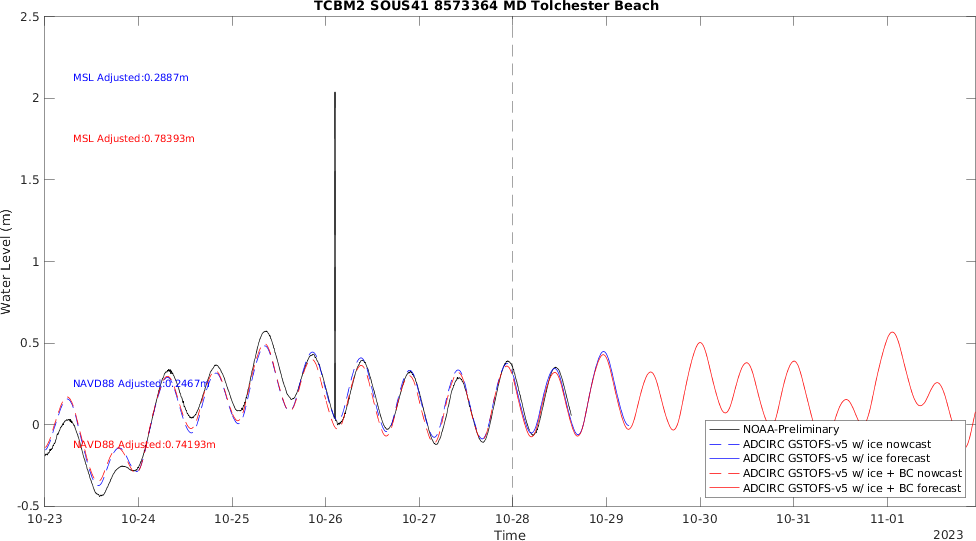 TCBM2 SOUS41 8573364 MD Tolchester Beach
2.5
MSL Adjusted:0.2887m
2
MSL Adjusted:0.78393m
1.5
1
0.5
NAVD88 Adjusted:0.2467m
0
NAVD88 Adjusted:0.74193m
-0.5
Water Level (m)
NOAA-Preliminary
ADCIRC GSTOFS-v5 w/ ice nowcast
ADCIRC GSTOFS-v5 w/ ice forecast
ADCIRC GSTOFS-v5 w/ ice + BC nowcast
ADCIRC GSTOFS-v5 w/ ice + BC forecast
10-23 10-24 10-25 10-26 10-27 10-28 10-29 10-30 10-31 11-01
Time
2023